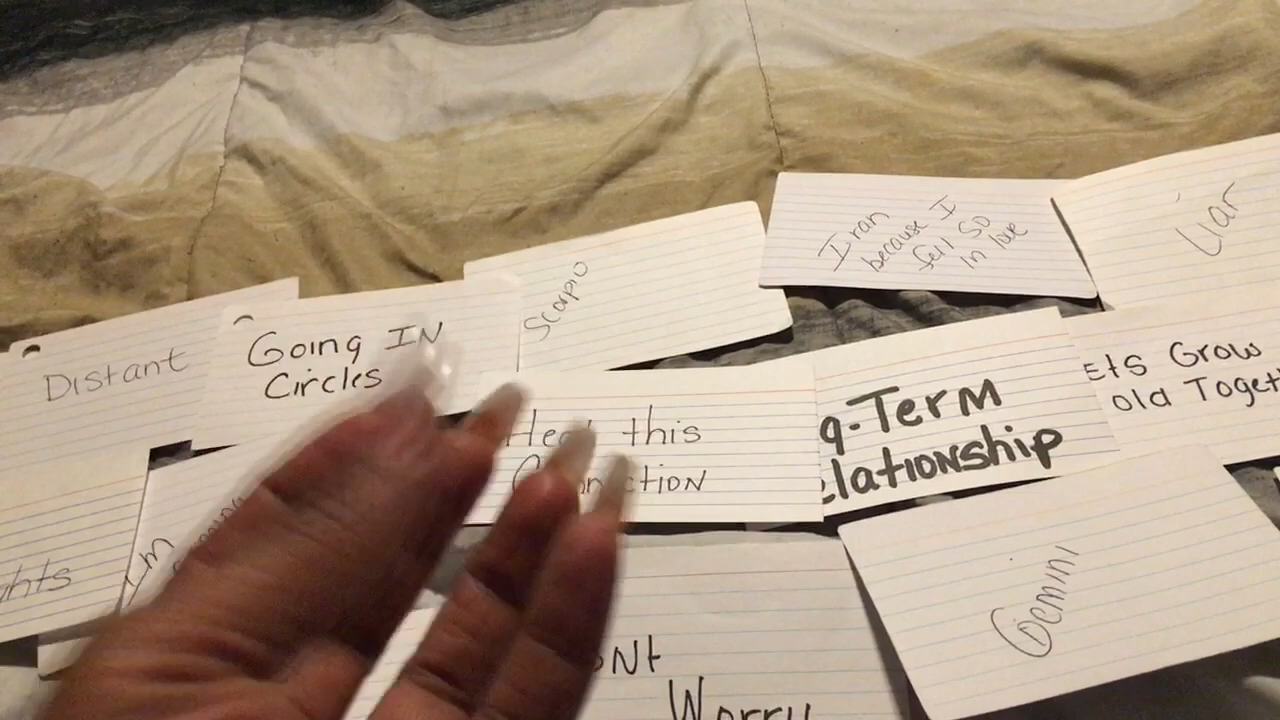 I ran
because I
fell so
in love
Liar
Scorpio
Distant
Going IN
Circles
this
g-Term
elationship
Ets Grow
old Toget
ghts
Gemini
ont
Worry